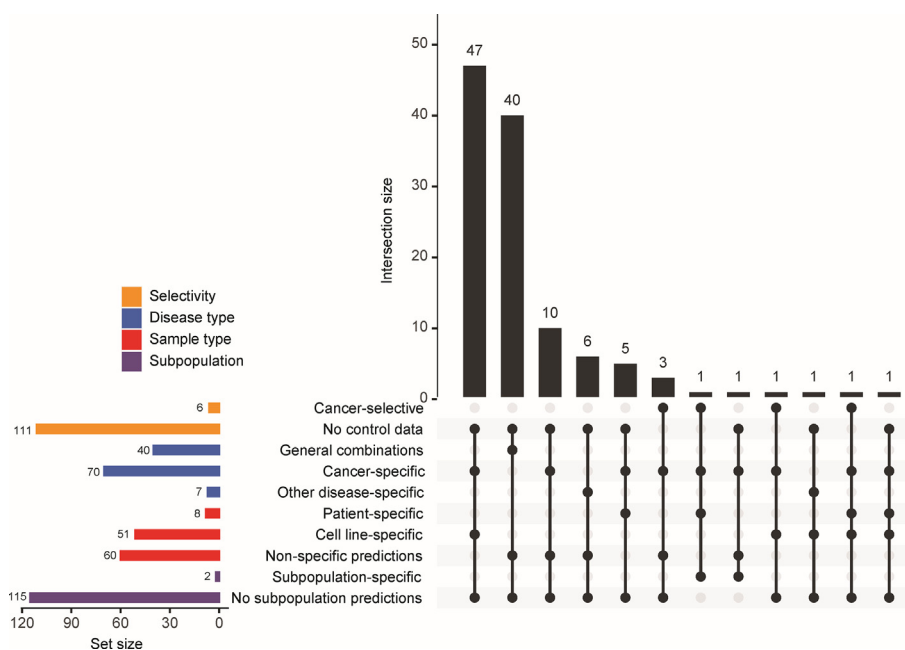 50
40
30
20
10
0
Intersection size
47
40
10
6
5
3
1
1
1
1
1
1
Selectivity
Disease type
Sample type
Subpopulation
6 Cancer-selective
111 No control data
40 General combinations
70 Cancer-specific
7 Other disease-specific
8 Patient-specific
51 Cell line-specific
60 Non-specific predictions
2 Subpopulation-specific
115 No subpopulation predictions
120 90 60 30 0
Set size